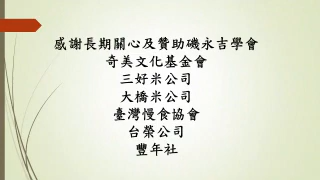 感謝長期關心及贊助磯永吉學會
奇美文化基金會
三好米公司
大橋米公司
臺灣慢食協會
台榮公司
豐年社